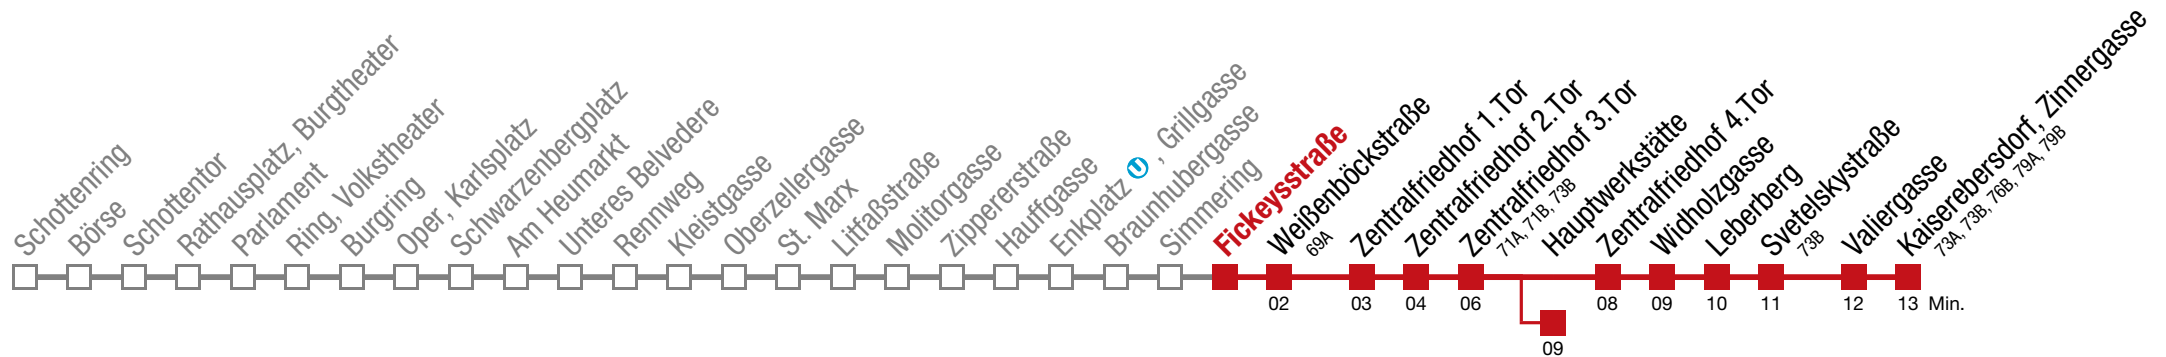 Schottenring
Börse
Schottentor
Rathausplatz, Burgtheater
Parlament
Ring, Volkstheater
Burgring
Oper, Karlsplatz
Schwarzenbergplatz
Am Heumarkt
Unteres Belvedere
Rennweg
Kleistgasse
Oberzellergasse
St. Marx
Litfaßstraße
Molitorgasse
Zippererstraße
Hauffgasse
Enkplatz U , Grillgasse
Braunhubergasse
Simmering
Fickeysstraße
Weißenböckstraße
69A
Zentralfriedhof 1.Tor
Zentralfriedhof 2.Tor
Zentralfriedhof 3.Tor
71A, 71B, 73B
Hauptwerkstätte
Zentralfriedhof 4.Tor
Widholzgasse
Leberberg
Svetelskystraße
73B
Valiergasse
Kaiserebersdorf, Zinnergasse
73A, 73B, 76B, 79A, 79B
02 03 04 06 08 09 10 11 12 13 Min.
09